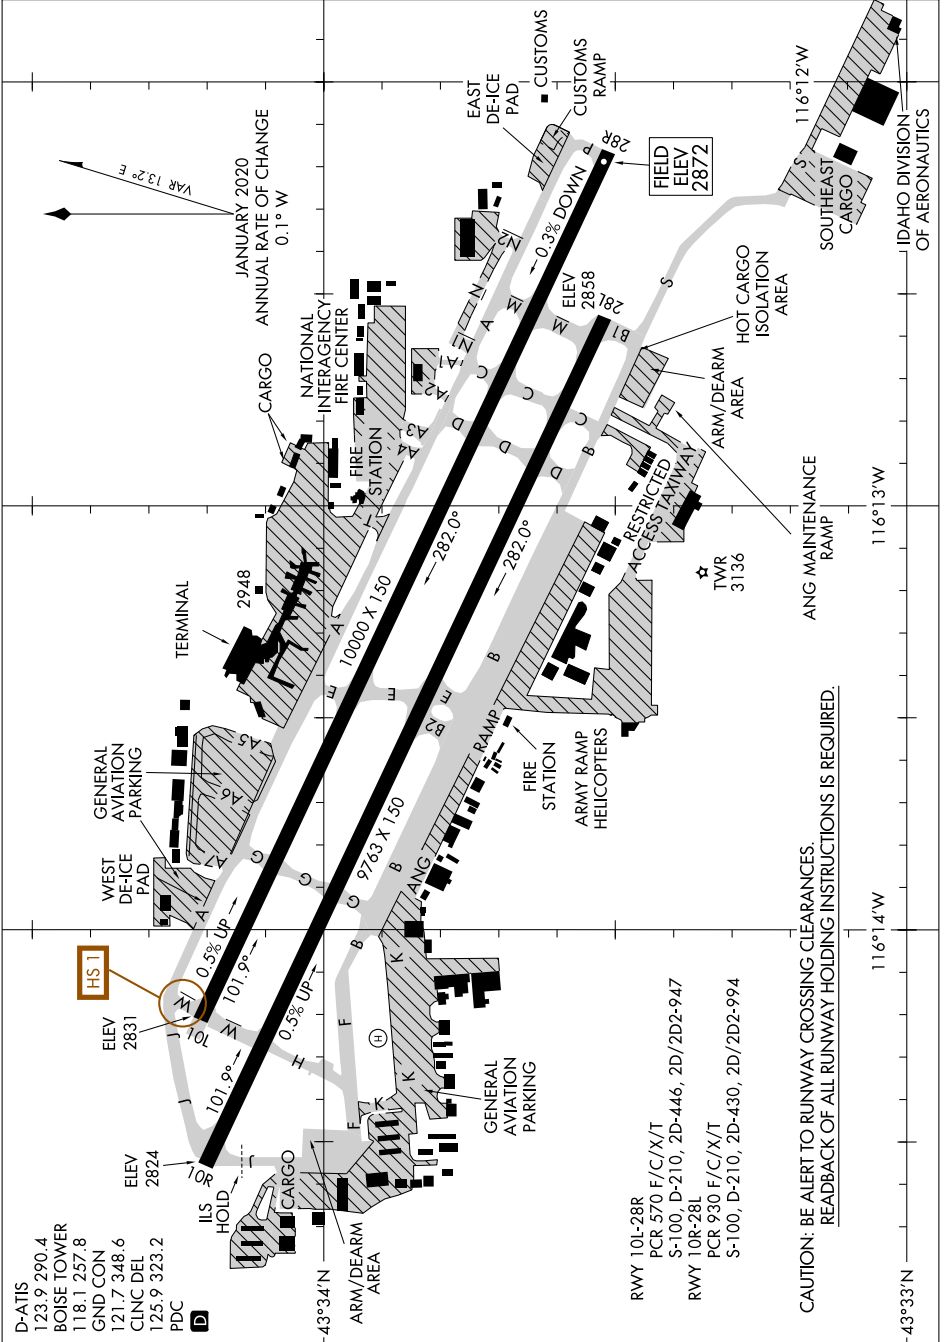 D-ATIS
123.9 290.4
BOISE TOWER
118.1 257.8
GND CON
121.7 348.6
CLNC DEL
125.9 323.2
PDC
D
VAR 13.2° E
JANUARY 2020
ANNUAL RATE OF CHANGE
0.1° W
EAST
DE-ICE
PAD
CUSTOMS
CUSTOMS
RAMP
116°12'W
IDAHO DIVISION
OF AERONAUTICS
SOUTHEAST
CARGO
S
S
P
28R
FIELD
ELEV
2872
0.3% DOWN
ELEV
2858
28L
B1
HOT CARGO
ISOLATION
AREA
ARM/DEARM
AREA
N2
N
N
A
M
M
A1
A2
A3
A4
C
C
C
D
D
D
B
NATIONAL
INTERAGENCY
FIRE CENTER
CARGO
FIRE
STATION
RESTRICTED
ACCESS TAXIWAY
ANG MAINTENANCE
RAMP
TWR
3136
116°13'W
TERMINAL
2948
J
A
282.0°
282.0°
10000 X 150
E
E
E
B
B2
RAMP
ANG
FIRE
STATION
ARMY RAMP
HELICOPTERS
GENERAL
AVIATION
PARKING
A5
A6
A7
WEST
DE-ICE
PAD
A
G
G
G
9763 X 150
B
B
0.5% UP
101.9°
0.5% UP
101.9°
HS 1
ELEV
2831
10L
W
W
J
J
J
H
F
F
H
K
K
K
GENERAL
AVIATION
PARKING
116°14'W
ELEV
2824
10R
ILS
HOLD
CARGO
ARM/DEARM
AREA
43°34'N
43°33'N
RWY 10L-28R
PCR 570 F/C/X/T
S-100, D-210, 2D-446, 2D/2D2-947
RWY 10R-28L
PCR 930 F/C/X/T
S-100, D-210, 2D-430, 2D/2D2-994
CAUTION: BE ALERT TO RUNWAY CROSSING CLEARANCES.
READBACK OF ALL RUNWAY HOLDING INSTRUCTIONS IS REQUIRED.